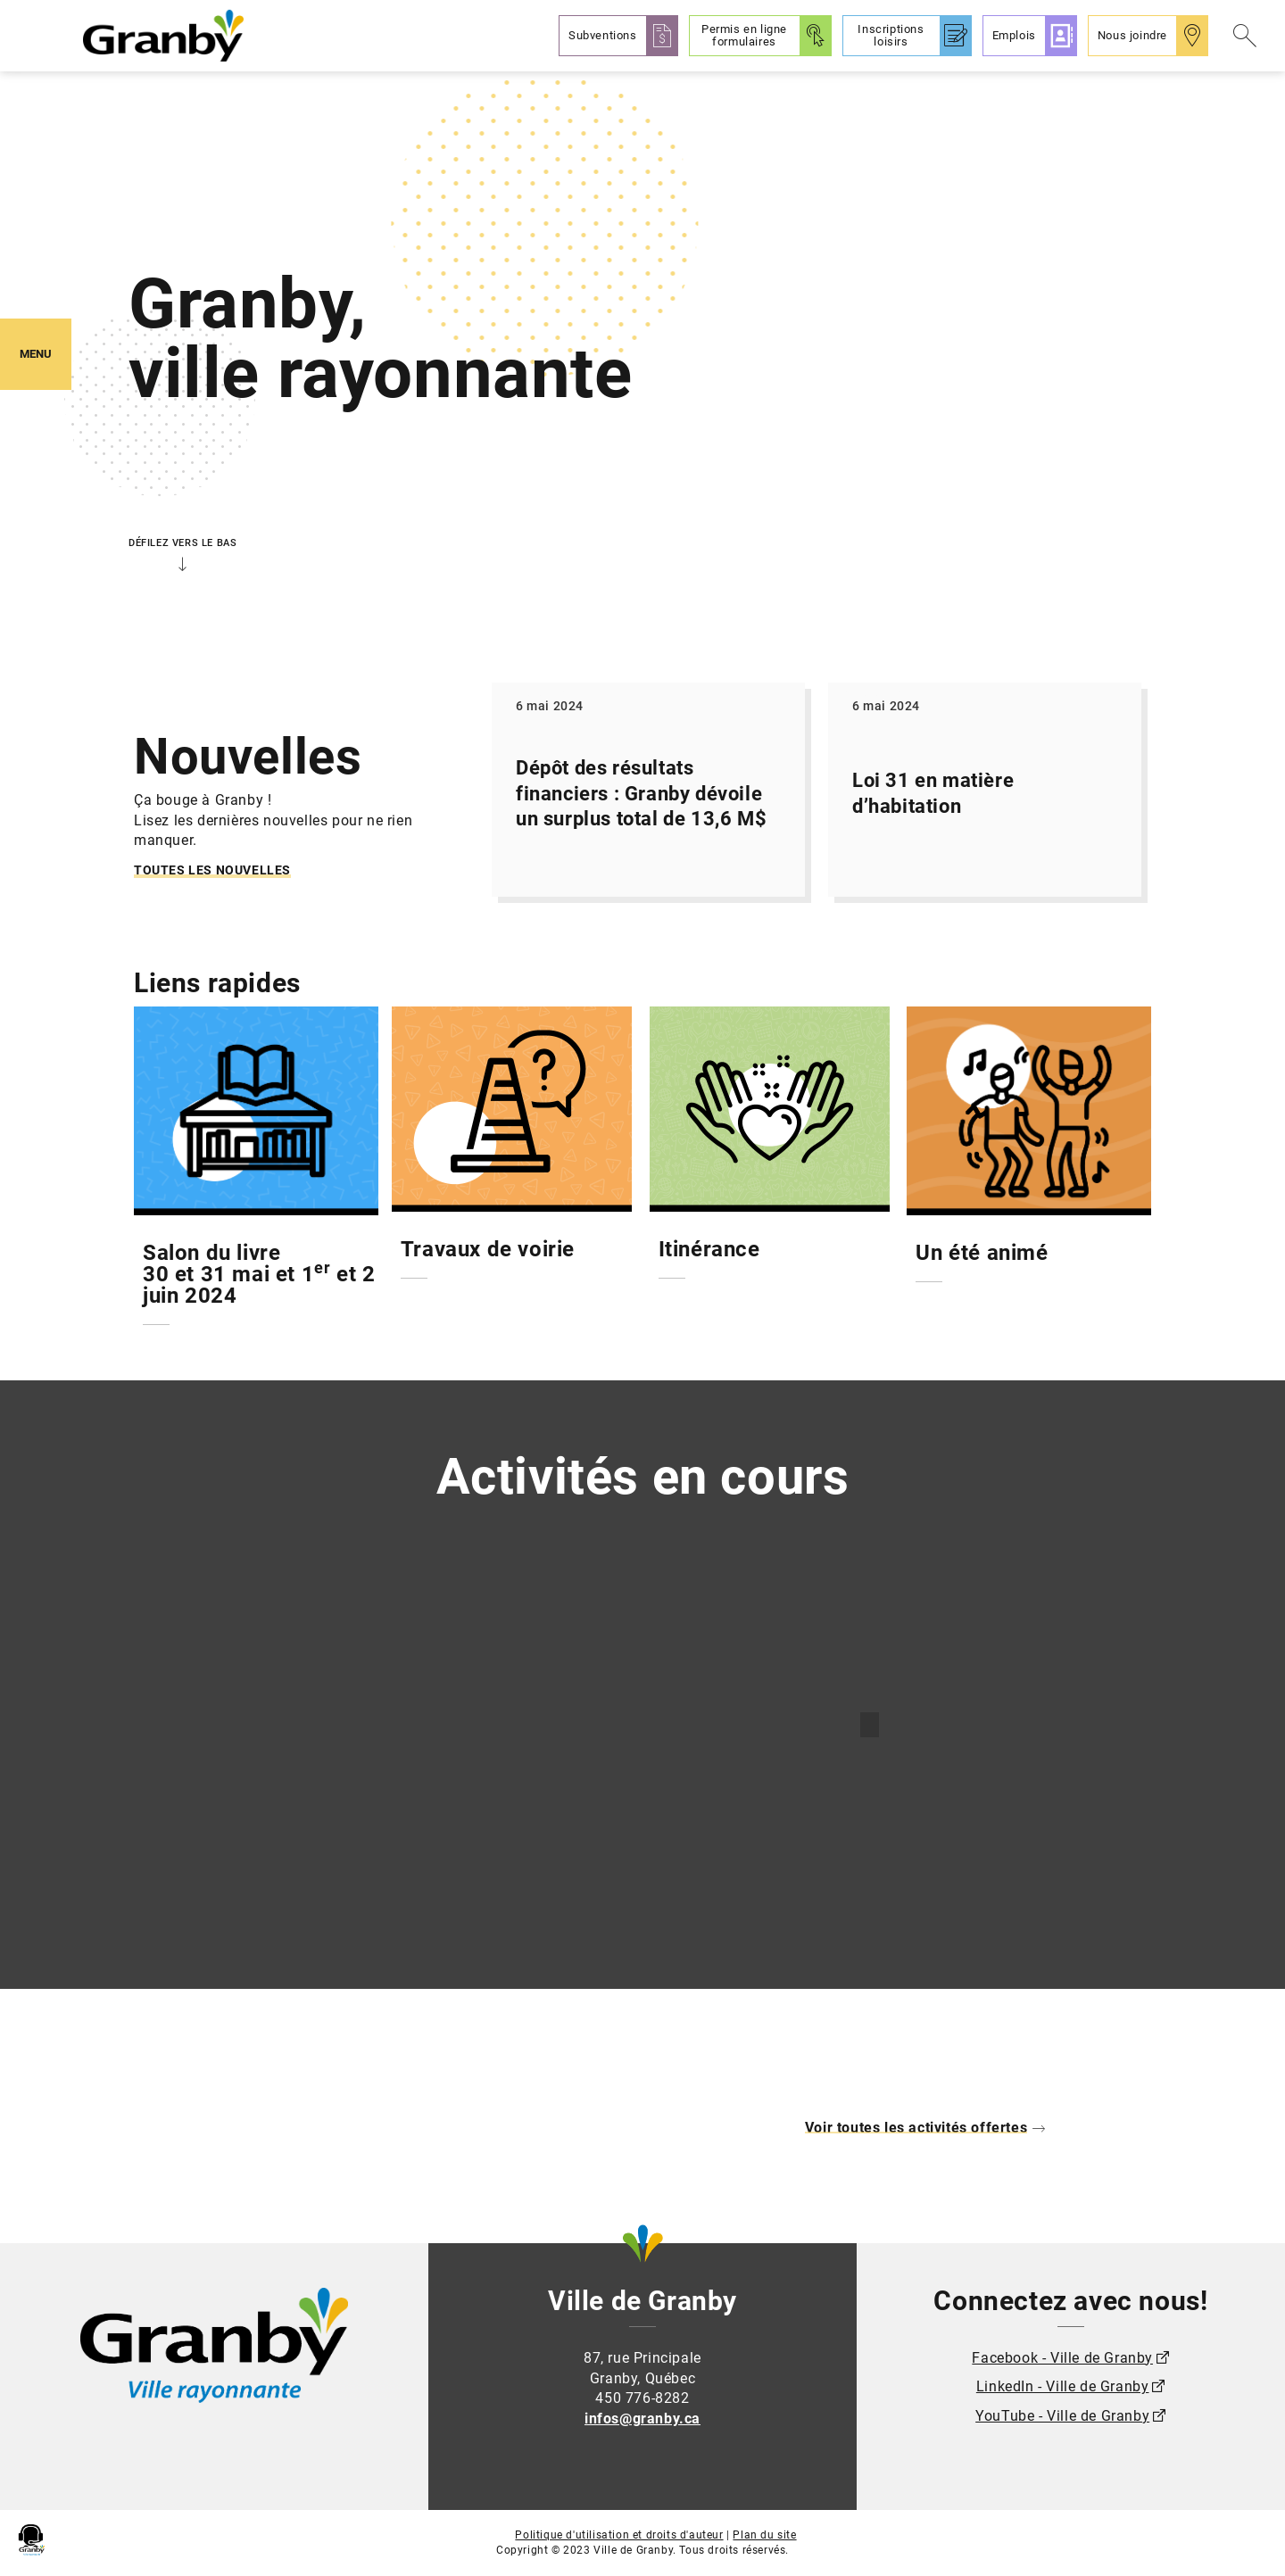 Granby
Subventions
Permis en ligne
formulaires
Inscriptions
loisirs
Emplois
Nous joindre
MENU
Granby,
ville rayonnante
DÉFILEZ VERS LE BAS
Nouvelles
Ça bouge à Granby !
Lisez les dernières nouvelles pour ne rien
manquer.
TOUTES LES NOUVELLES
6 mai 2024
Dépôt des résultats
financiers : Granby dévoile
un surplus total de 13,6 M$
6 mai 2024
Loi 31 en matière
d’habitation
Liens rapides
Salon du livre
30 et 31 mai et 1er et 2
juin 2024
Travaux de voirie
Itinérance
Un été animé
Activités en cours
Voir toutes les activités offertes
Granby
Ville rayonnante
Ville de Granby
87, rue Principale
Granby, Québec
450 776-8282
infos@granby.ca
Connectez avec nous!
Facebook - Ville de Granby
LinkedIn - Ville de Granby
YouTube - Ville de Granby
Granby
Politique d'utilisation et droits d'auteur | Plan du site
Copyright © 2023 Ville de Granby. Tous droits réservés.